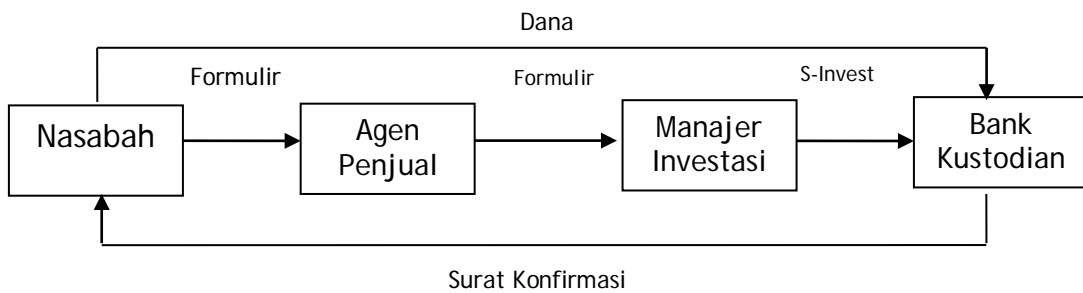 Dana
Formulir
Formulir
S-Invest
Nasabah
Agen
Penjual
Manajer
Investasi
Bank
Kustodian
Surat Konfirmasi